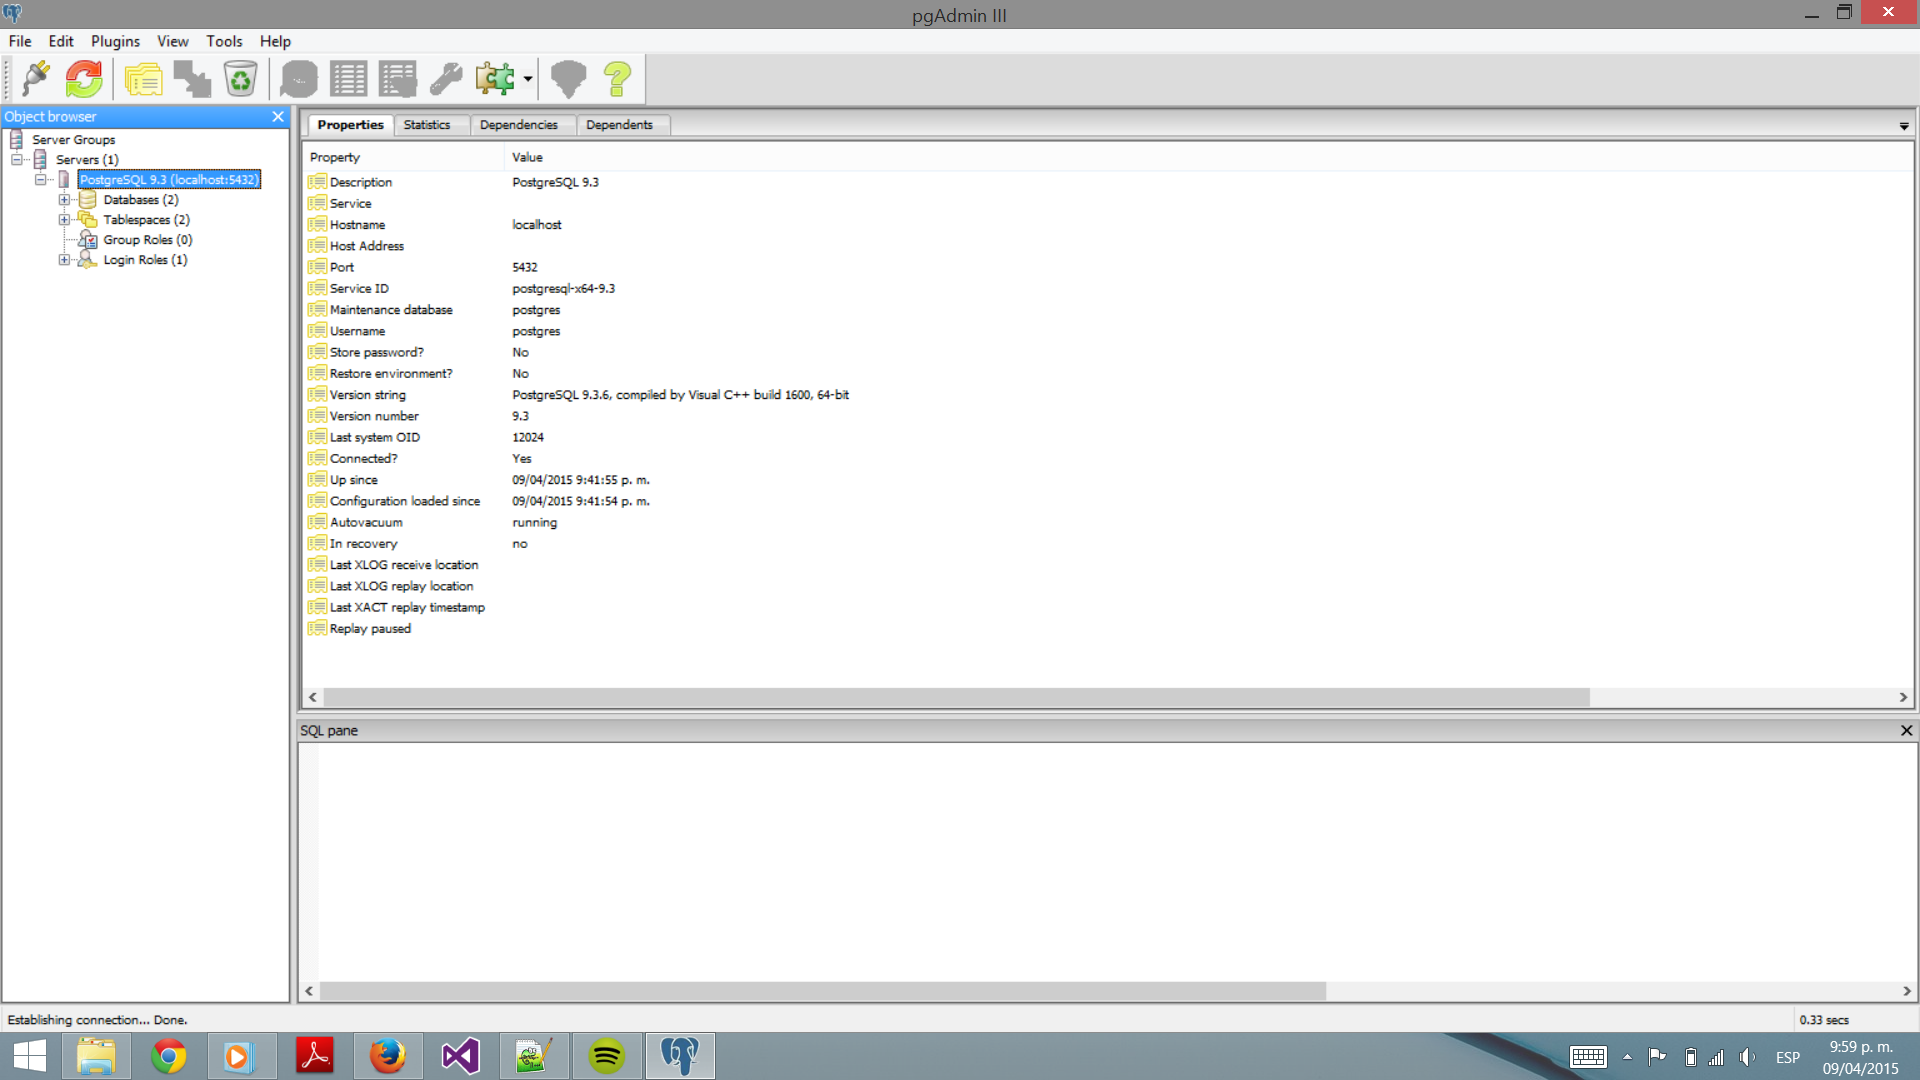 pgAdmin III
File Edit Plugins View Tools Help
Object browser
Server Groups
Servers (1)
PostgreSQL 9.3 (localhost:5432)
Databases (2)
Tablespaces (2)
Group Roles (0)
Login Roles (1)
Properties Statistics Dependencies Dependents
Property Value
Description PostgreSQL 9.3
Service
Hostname localhost
Host Address
Port 5432
Service ID postgresql-x64-9.3
Maintenance database postgres
Username postgres
Store password? No
Restore environment? No
Version string PostgreSQL 9.3.6, compiled by Visual C++ build 1600, 64-bit
Version number 9.3
Last system OID 12024
Connected? Yes
Up since 09/04/2015 9:41:55 p. m.
Configuration loaded since 09/04/2015 9:41:54 p. m.
Autovacuum running
In recovery no
Last XLOG receive location
Last XLOG replay location
Last XACT replay timestamp
Replay paused
SQL pane
Establishing connection... Done. 0.33 secs
ESP
9:59 p. m.
09/04/2015